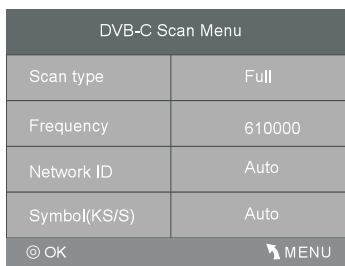 DVB-C Scan Menu
Scan type Full
Frequency 610000
Network ID Auto
Symbol(KS/S) Auto
OK MENU